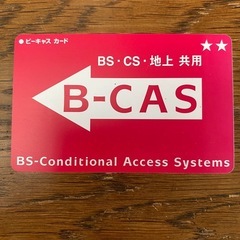 ●ビーキャス カード ★★
BS・CS・地上 共用
B-CAS
BS-Conditional Access Systems